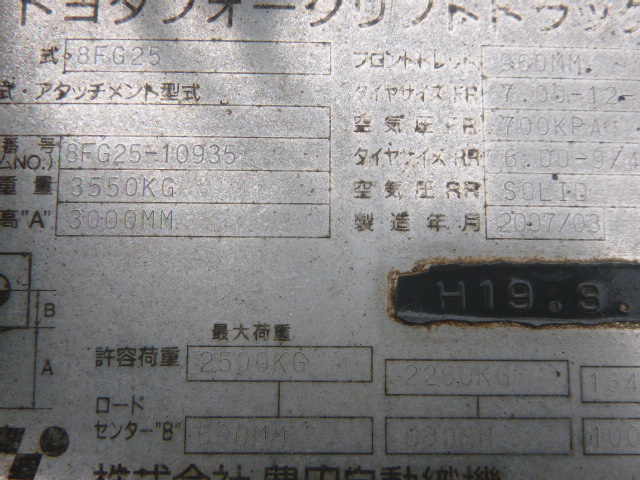 トヨタフォークリフトトラック
式 8FG25 フロントトレッド 960MM
式・アタッチメント型式 タイヤサイズFR 7.00-12-
空気圧FR 700KPA
番号 NO.) 8FG25-10935 タイヤサイズRR 6.00-9/4
重量 3550KG 空気圧RR SOLID
高"A" 3000MM 製造年月 2007/03
H19.3.
B
A
最大荷重
許容荷重 2500KG 2260KG 164
ロード
センター"B" 500MM 600MM 100
株式会社 豊田自動織機